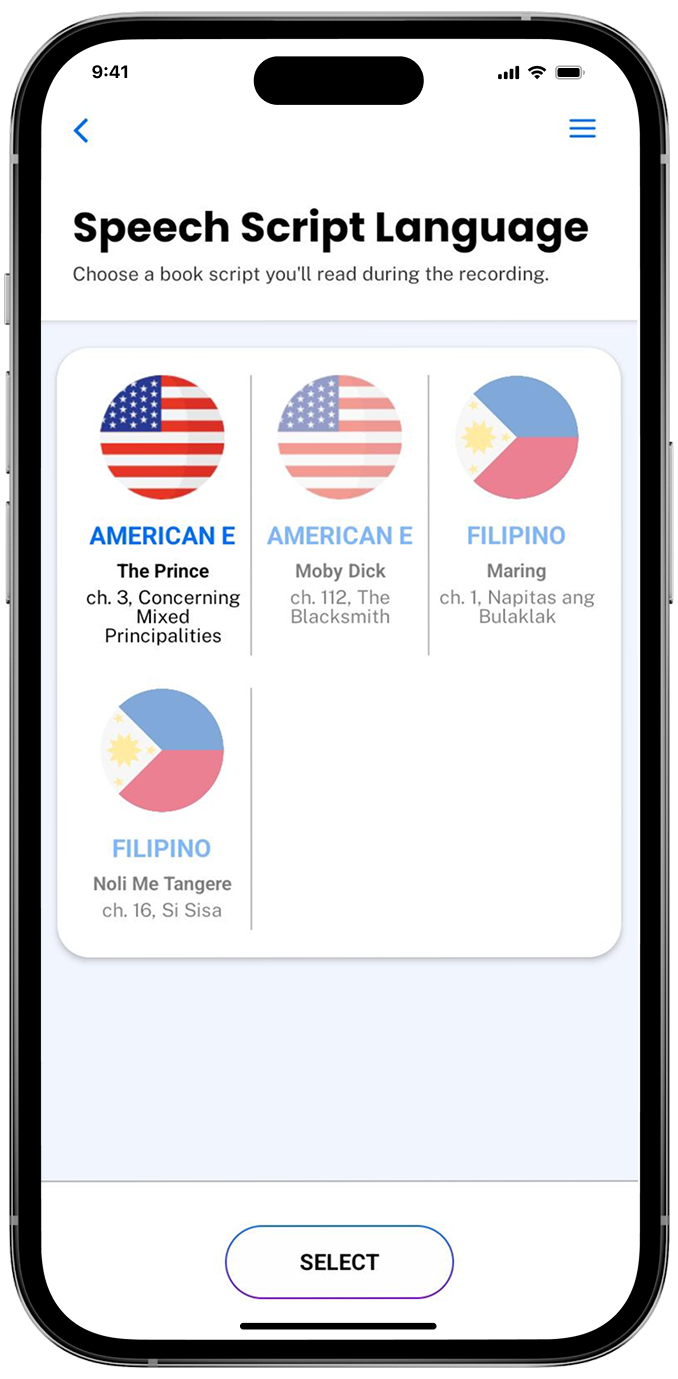 9:41
Speech Script Language
Choose a book script you'll read during the recording.
AMERICAN E
The Prince
ch. 3, Concerning
Mixed
Principalities
AMERICAN E
Moby Dick
ch. 112, The
Blacksmith
FILIPINO
Maring
ch. 1, Napitas ang
Bulaklak
FILIPINO
Noli Me Tangere
ch. 16, Si Sisa
SELECT